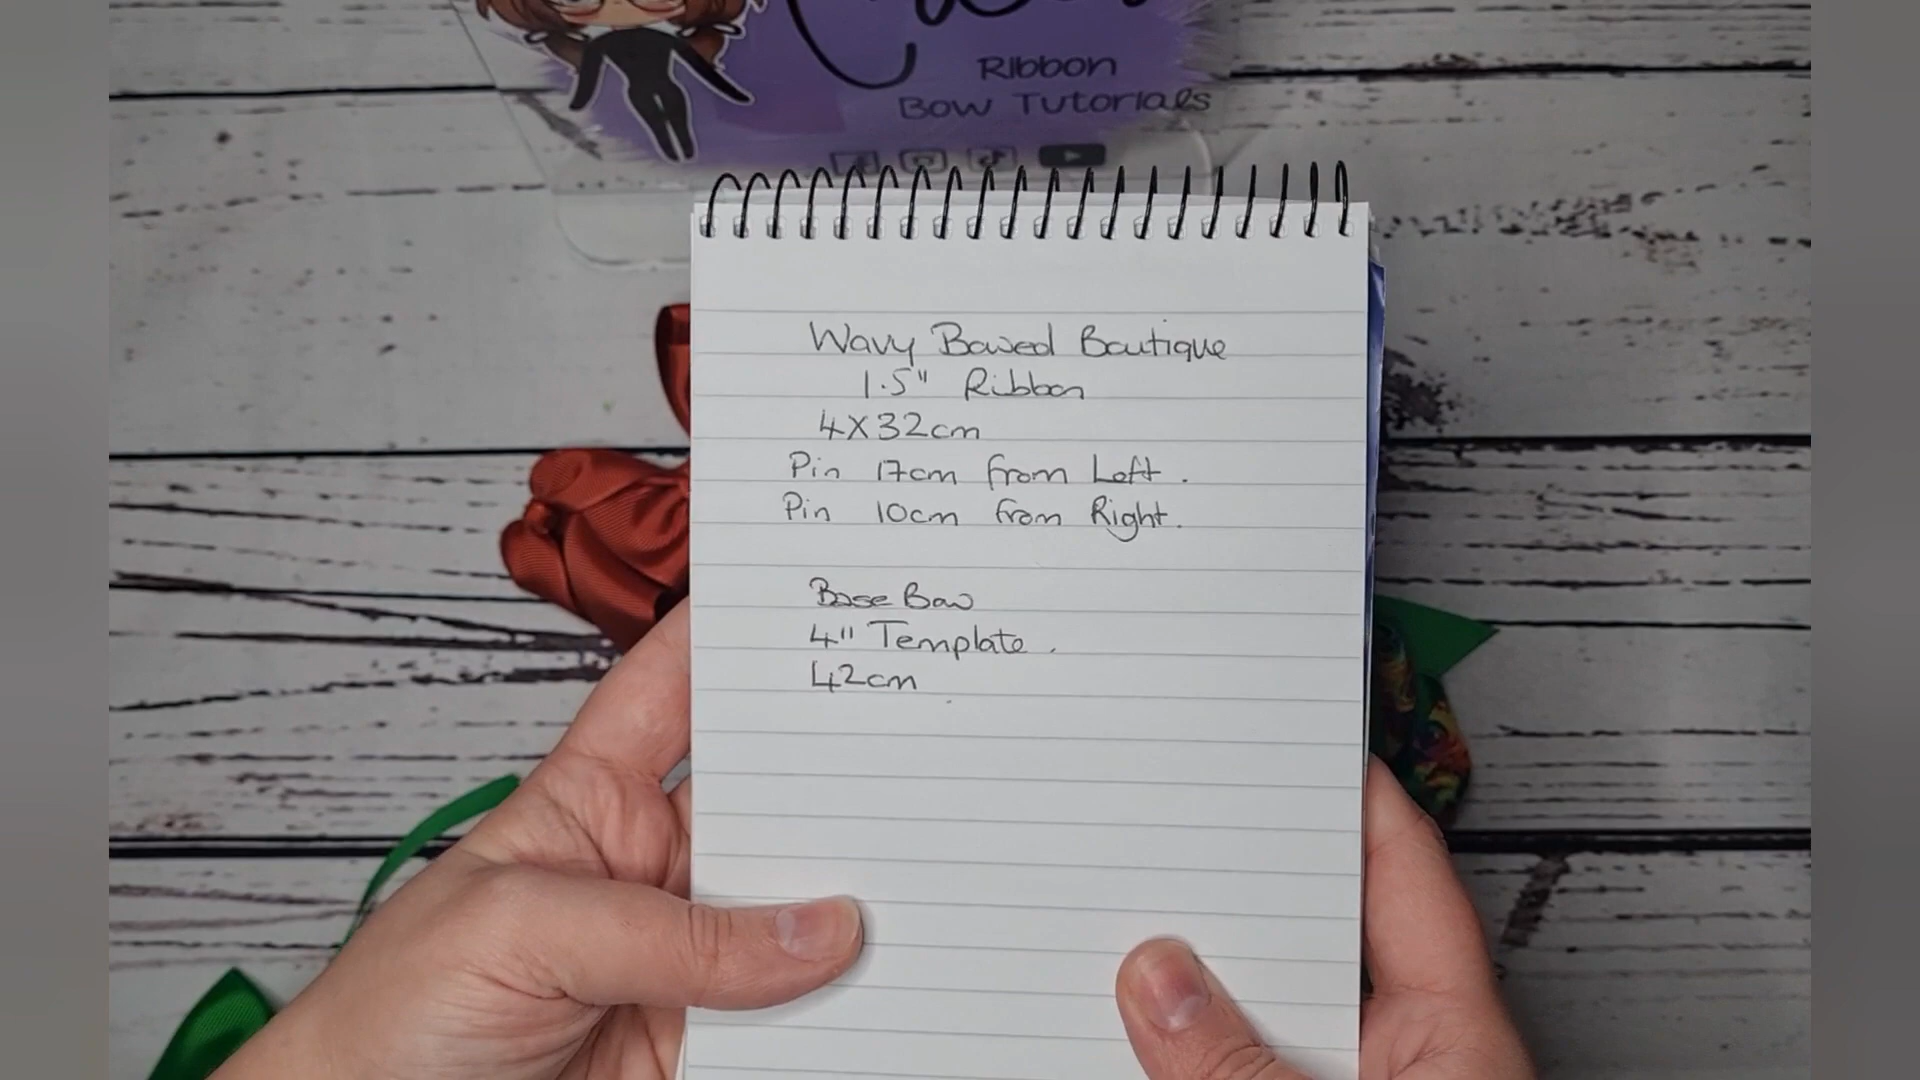 Ribbon
Bow Tutorials
Wavy Bowed Boutique
1.5" Ribbon
4X32cm
Pin 17cm from Left.
Pin 10cm from Right.
Base Bow
4" Template.
42cm